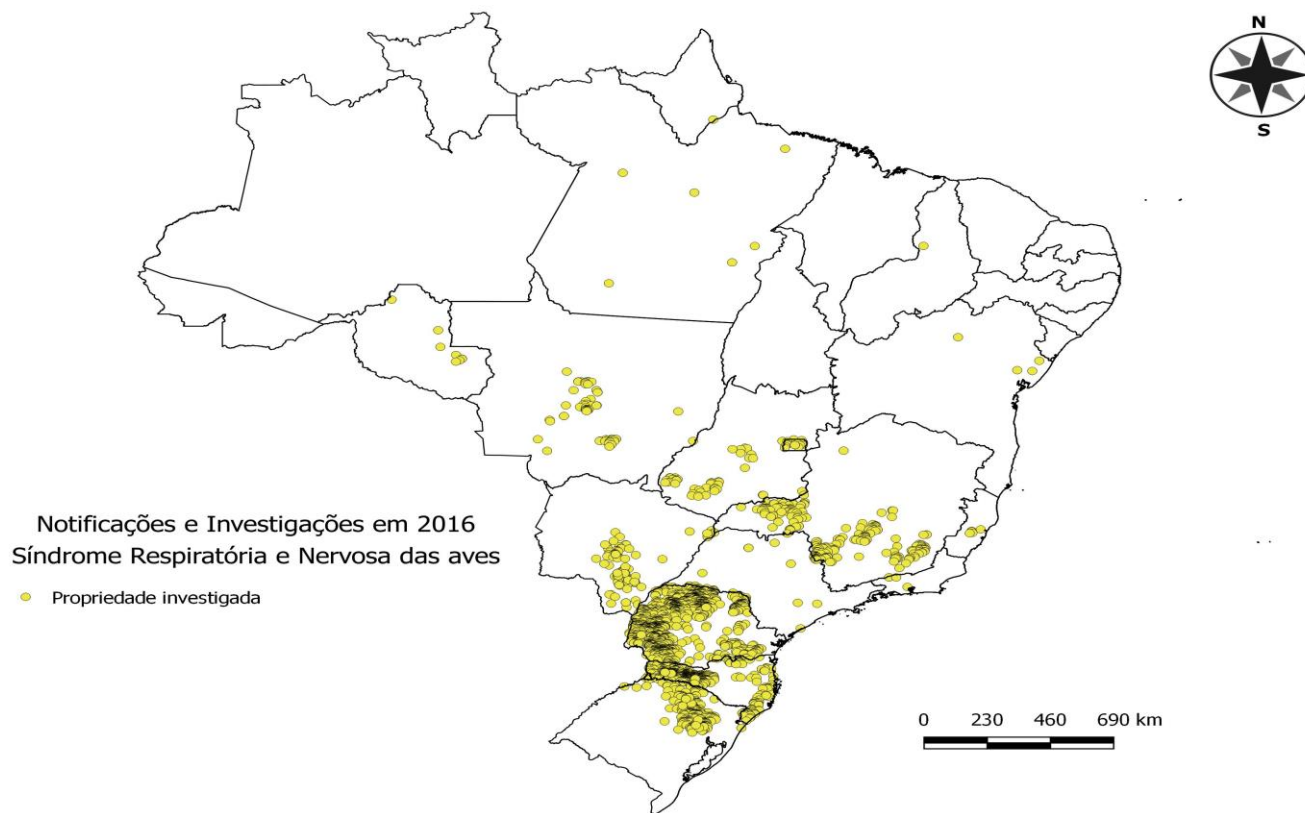 N
S
Notificações e Investigações em 2016
Síndrome Respiratória e Nervosa das aves
Propriedade investigada
0 230 460 690 km